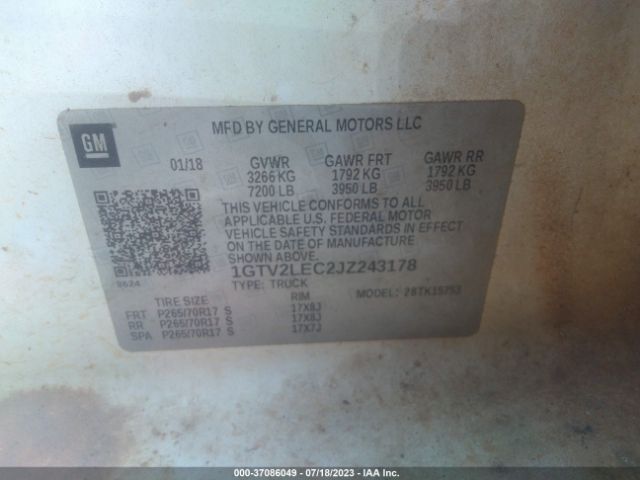 GM
MFD BY GENERAL MOTORS LLC
01/18 GVWR GAWR FRT GAWR RR
3266 KG 1792 KG 1792 KG
7200 LB 3950 LB 3950 LB
THIS VEHICLE CONFORMS TO ALL
APPLICABLE U.S. FEDERAL MOTOR
VEHICLE SAFETY STANDARDS IN EFFECT
ON THE DATE OF MANUFACTURE
SHOWN ABOVE.
1GTV2LEC2JZ243178
TYPE: TRUCK MODEL:
TIRE SIZE RIM
FRT P265/70R17 S 17X8J
RR P265/70R17 S 17X8J
SPA P265/70R17 S 17X7J
000-37086049 - 07/18/2023 - IAA Inc.